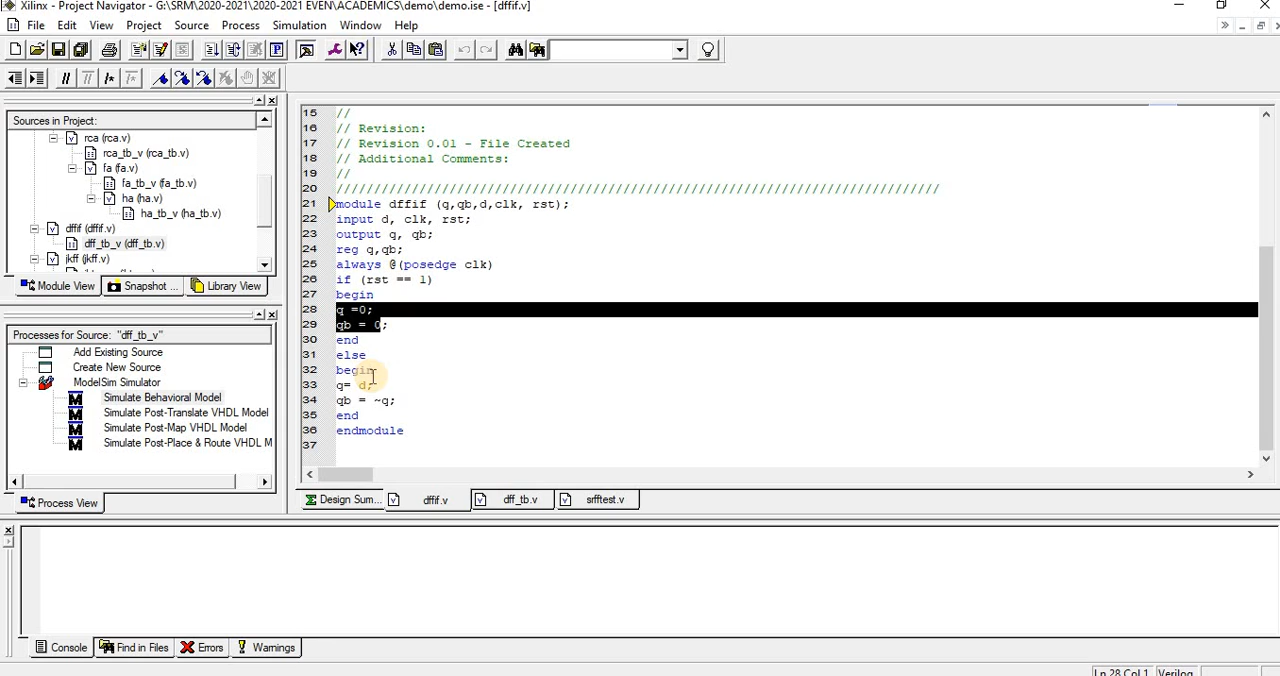 Xilinx - Project Navigator - G:\SRM\2020-2021\2020-2021 EVEN\ACADEMICS\demo\demo.ise - [dffif.v]
File Edit View Project Source Process Simulation Window Help
Sources in Project:
rca (rca.v)
rca_tb_v (rca_tb.v)
fa (fa.v)
fa_tb_v (fa_tb.v)
ha (ha.v)
ha_tb_v (ha_tb.v)
dffif (dffif.v)
dff_tb_v (dff_tb.v)
jkff (jkff.v)
Module View Snapshot ... Library View
Processes for Source: "dff_tb_v"
Add Existing Source
Create New Source
ModelSim Simulator
Simulate Behavioral Model
Simulate Post-Translate VHDL Model
Simulate Post-Map VHDL Model
Simulate Post-Place & Route VHDL M
Process View
15 //
16 // Revision:
17 // Revision 0.01 - File Created
18 // Additional Comments:
19 //
20 ////////////////////////////////////////////////////////////////////////////////
21 module dffif (q,qb,d,clk, rst);
22 input d, clk, rst;
23 output q, qb;
24 reg q,qb;
25 always @(posedge clk)
26 if (rst == 1)
27 begin
28 q =0;
29 qb = 0;
30 end
31 else
32 begin
33 q= d;
34 qb = ~q;
35 end
36 endmodule
37
Design Sum... dffif.v dff_tb.v srfftest.v
Console Find in Files Errors Warnings
Ln 28 Col 1 Verilog